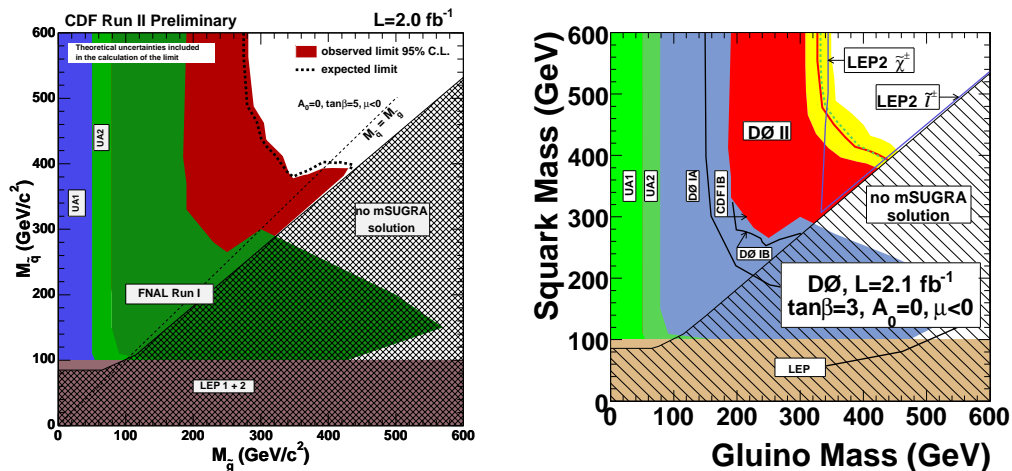 CDF Run II Preliminary L=2.0 fb⁻¹
Theoretical uncertainties included
in the calculation of the limit
observed limit 95% C.L.
expected limit
A₀=0, tanβ=5, μ<0
M_q̃ = M_g̃
UA1
UA2
no mSUGRA
solution
FNAL Run I
LEP 1 + 2
M_q̃ (GeV/c²)
600
500
400
300
200
100
0
0 100 200 300 400 500 600
M_g̃ (GeV/c²)
Squark Mass (GeV)
600
500
400
300
200
100
0
LEP2 χ̃±
LEP2 l̃±
DØ II
UA1
UA2
DØ IA
CDF IB
DØ IB
no mSUGRA
solution
DØ, L=2.1 fb⁻¹
tanβ=3, A₀=0, μ<0
LEP
0 100 200 300 400 500 600
Gluino Mass (GeV)